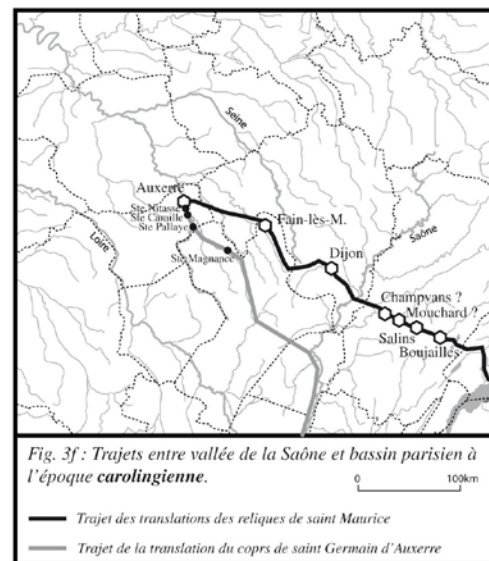 Seine
Auxerre
Ste Nitasse
Ste Camille
Ste Pallaye
Fain-lès-M.
Loire
Ste Magnance
Dijon
Saône
Champvans ?
Mouchard ?
Salins
Boujailles
Fig. 3f : Trajets entre vallée de la Saône et bassin parisien à
l'époque carolingienne.
0 100km
Trajet des translations des reliques de saint Maurice
Trajet de la translation du coprs de saint Germain d'Auxerre